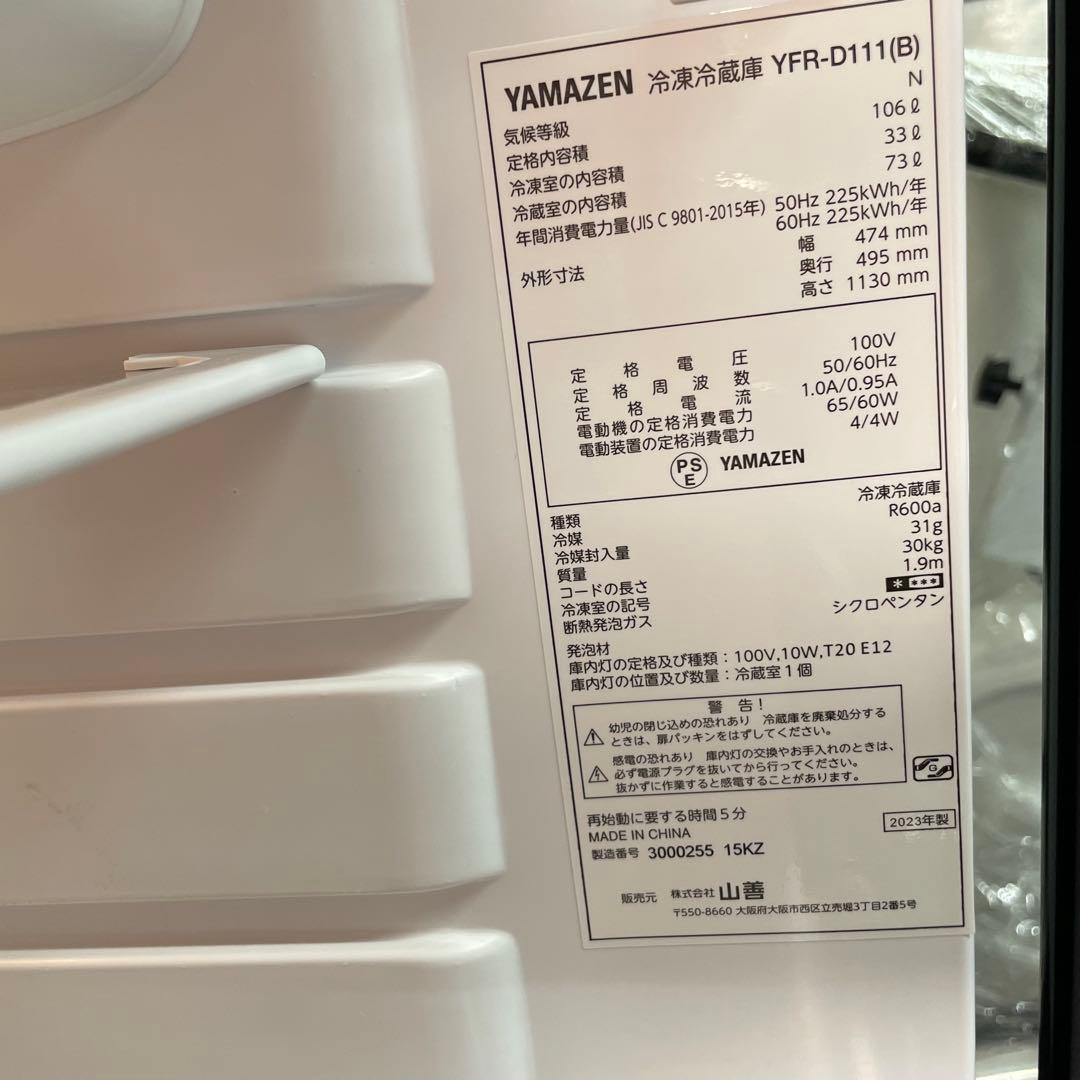 YAMAZEN 冷凍冷蔵庫 YFR-D111(B)
気候等級 N
定格内容積 106ℓ
冷凍室の内容積 33ℓ
冷蔵室の内容積 73ℓ
年間消費電力量(JIS C 9801-2015年) 50Hz 225kWh/年
60Hz 225kWh/年
外形寸法 幅 474 mm
奥行 495 mm
高さ 1130 mm
定格電圧 100V
定格周波数 50/60Hz
定格電流 1.0A/0.95A
電動機の定格消費電力 65/60W
電動装置の定格消費電力 4/4W
PSE YAMAZEN
種類 冷凍冷蔵庫
冷媒 R600a
冷媒封入量 31g
質量 30kg
コードの長さ 1.9m
冷凍室の記号 * ***
断熱発泡ガス シクロペンタン
発泡材
庫内灯の定格及び種類：100V,10W,T20 E12
庫内灯の位置及び数量：冷蔵室1個
警 告！
幼児の閉じ込めの恐れあり 冷蔵庫を廃棄処分する
ときは、扉パッキンをはずしてください。
感電の恐れあり 庫内灯の交換やお手入れのときは、
必ず電源プラグを抜いてから行ってください。
抜かずに作業すると感電することがあります。
G
再始動に要する時間5分
MADE IN CHINA 2023年製
製造番号 3000255 15KZ
販売元 株式会社 山善
〒550-8660 大阪府大阪市西区立売堀3丁目2番5号